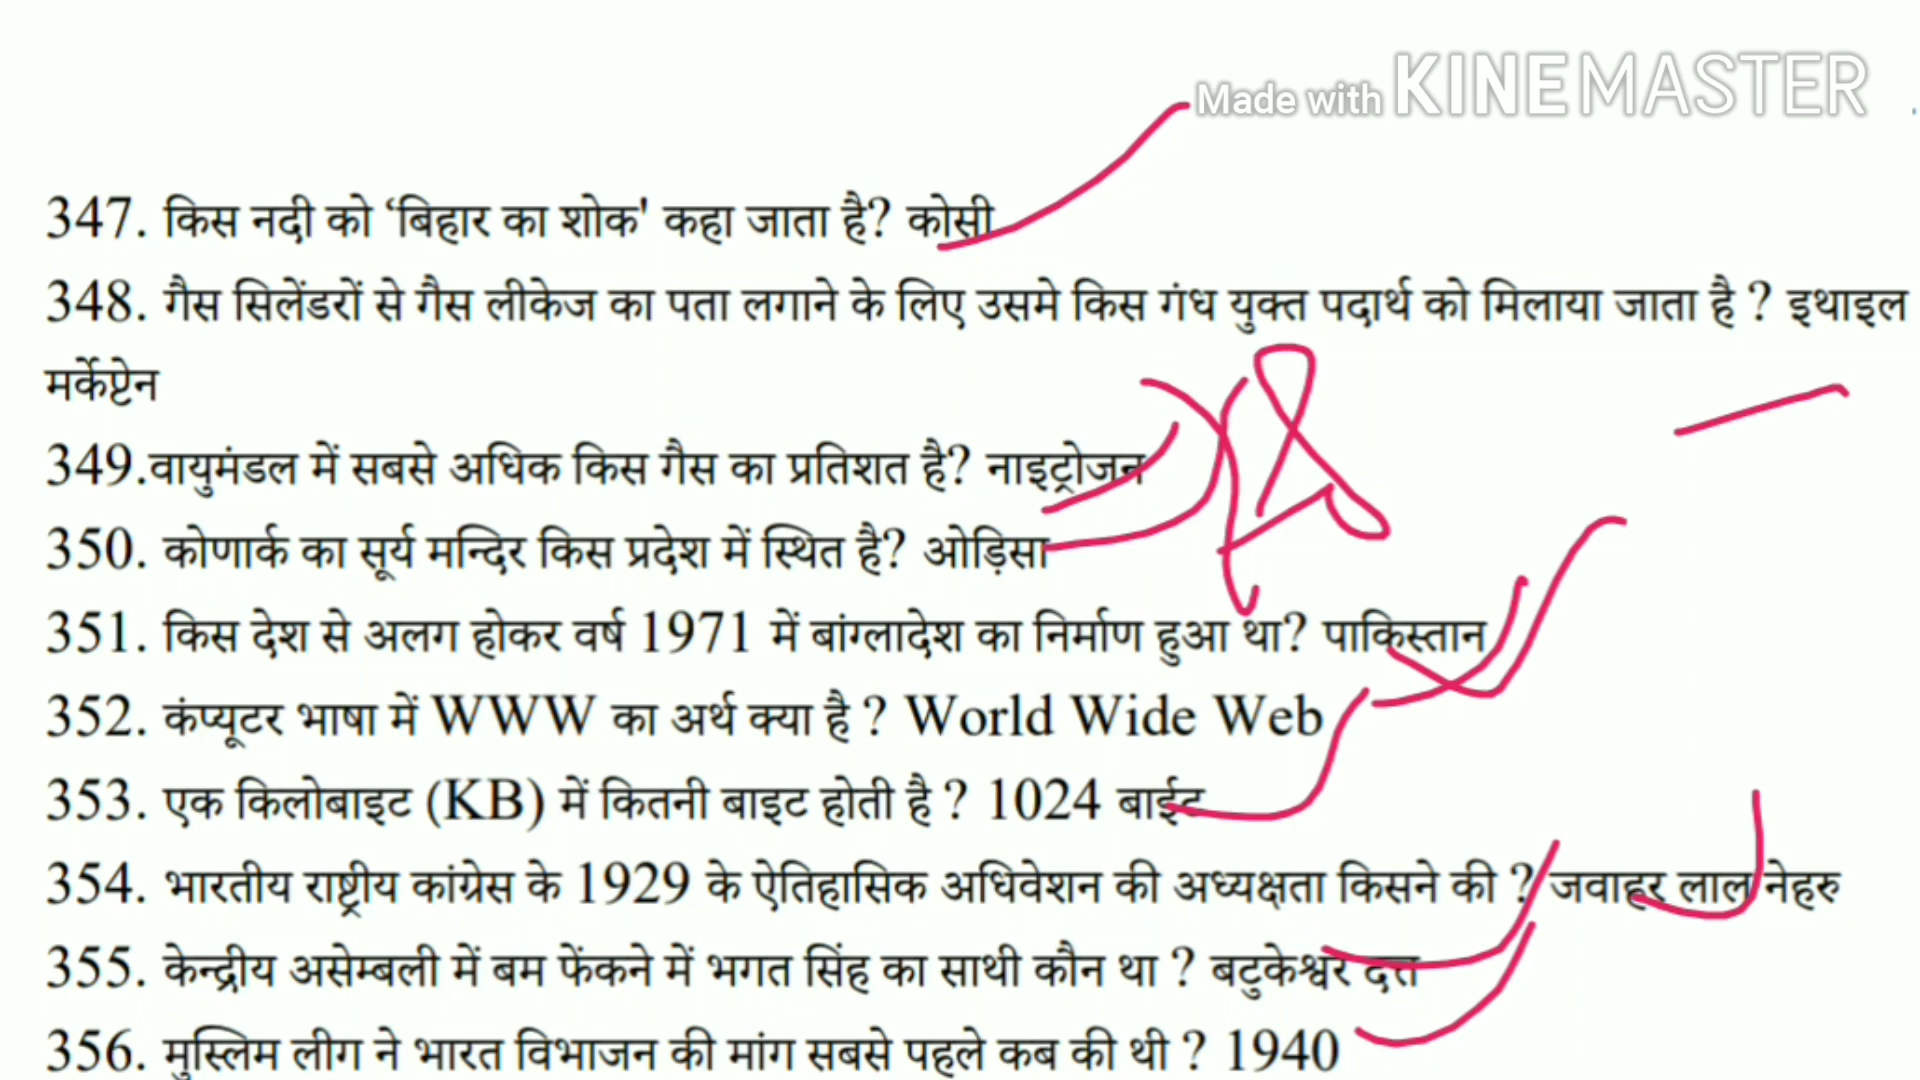 Made with KINEMASTER
347. किस नदी को ‘बिहार का शोक' कहा जाता है? कोसी
348. गैस सिलेंडरों से गैस लीकेज का पता लगाने के लिए उसमे किस गंध युक्त पदार्थ को मिलाया जाता है ? इथाइल
मर्केप्टेन
349.वायुमंडल में सबसे अधिक किस गैस का प्रतिशत है? नाइट्रोजन
350. कोणार्क का सूर्य मन्दिर किस प्रदेश में स्थित है? ओड़िसा
351. किस देश से अलग होकर वर्ष 1971 में बांग्लादेश का निर्माण हुआ था? पाकिस्तान
352. कंप्यूटर भाषा में WWW का अर्थ क्या है ? World Wide Web
353. एक किलोबाइट (KB) में कितनी बाइट होती है ? 1024 बाईट
354. भारतीय राष्ट्रीय कांग्रेस के 1929 के ऐतिहासिक अधिवेशन की अध्यक्षता किसने की ? जवाहर लाल नेहरु
355. केन्द्रीय असेम्बली में बम फेंकने में भगत सिंह का साथी कौन था ? बटुकेश्वर दत्त
356. मुस्लिम लीग ने भारत विभाजन की मांग सबसे पहले कब की थी ? 1940